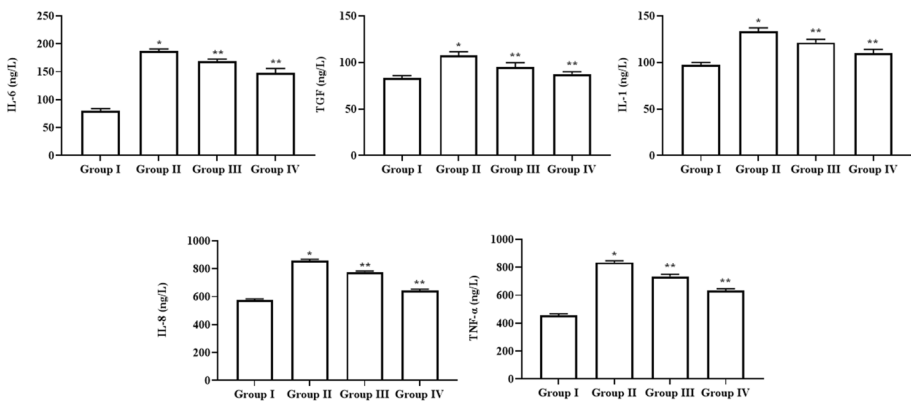 IL-6 (ng/L)
250
200
150
100
50
0
* ** **
Group I Group II Group III Group IV
TGF (ng/L)
150
100
50
0
* ** **
Group I Group II Group III Group IV
IL-1 (ng/L)
150
100
50
0
* ** **
Group I Group II Group III Group IV
IL-8 (ng/L)
1000
800
600
400
200
0
* ** **
Group I Group II Group III Group IV
TNF-α (ng/L)
1000
800
600
400
200
0
* ** **
Group I Group II Group III Group IV